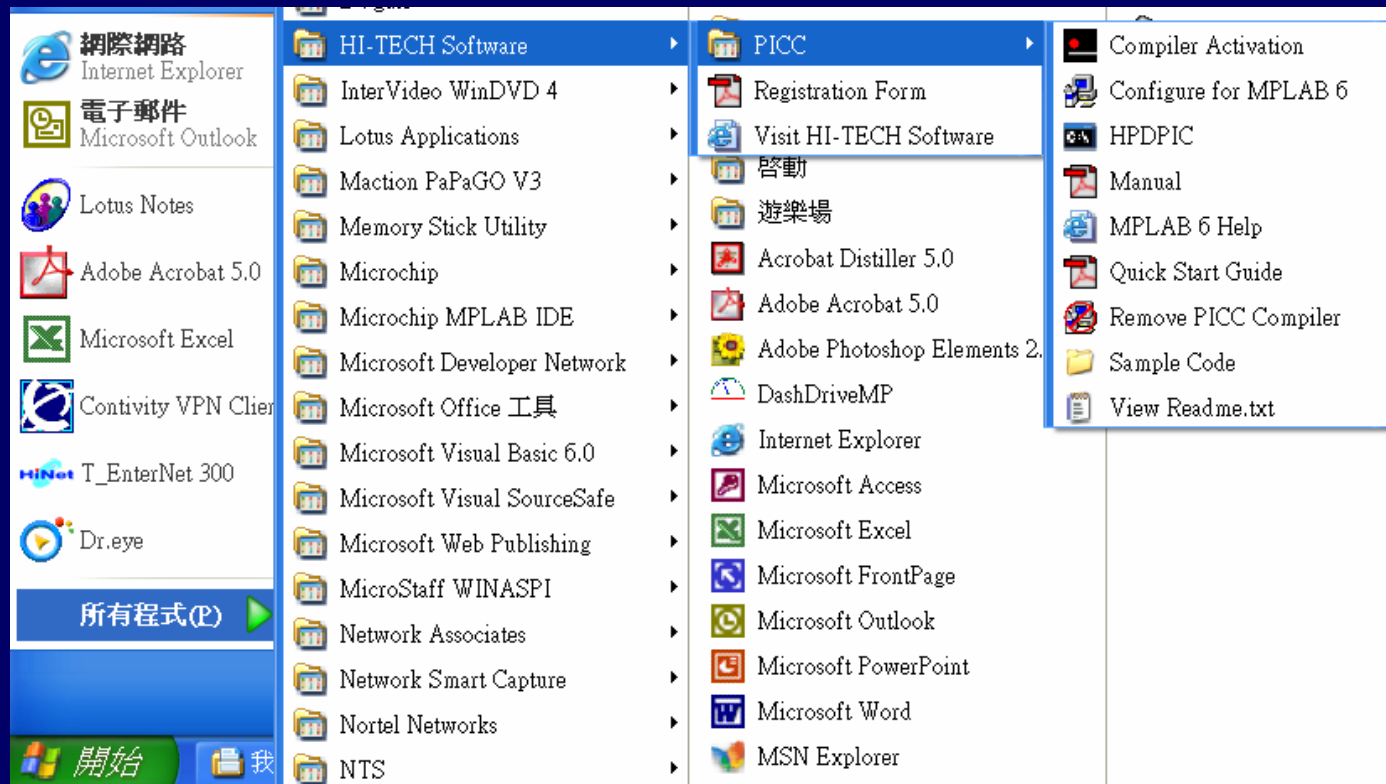 網際網路
Internet Explorer
電子郵件
Microsoft Outlook
Lotus Notes
Adobe Acrobat 5.0
Microsoft Excel
Contivity VPN Clien
HiNet T_EnterNet 300
Dr.eye
所有程式(P)
開始
我
HI-TECH Software
InterVideo WinDVD 4
Lotus Applications
Maction PaPaGO V3
Memory Stick Utility
Microchip
Microchip MPLAB IDE
Microsoft Developer Network
Microsoft Office 工具
Microsoft Visual Basic 6.0
Microsoft Visual SourceSafe
Microsoft Web Publishing
MicroStaff WINASPI
Network Associates
Network Smart Capture
Nortel Networks
NTS
PICC
Registration Form
Visit HI-TECH Software
啓動
遊樂場
Acrobat Distiller 5.0
Adobe Acrobat 5.0
Adobe Photoshop Elements 2.
DashDriveMP
Internet Explorer
Microsoft Access
Microsoft Excel
Microsoft FrontPage
Microsoft Outlook
Microsoft PowerPoint
Microsoft Word
MSN Explorer
Compiler Activation
Configure for MPLAB 6
HPDPIC
Manual
MPLAB 6 Help
Quick Start Guide
Remove PICC Compiler
Sample Code
View Readme.txt